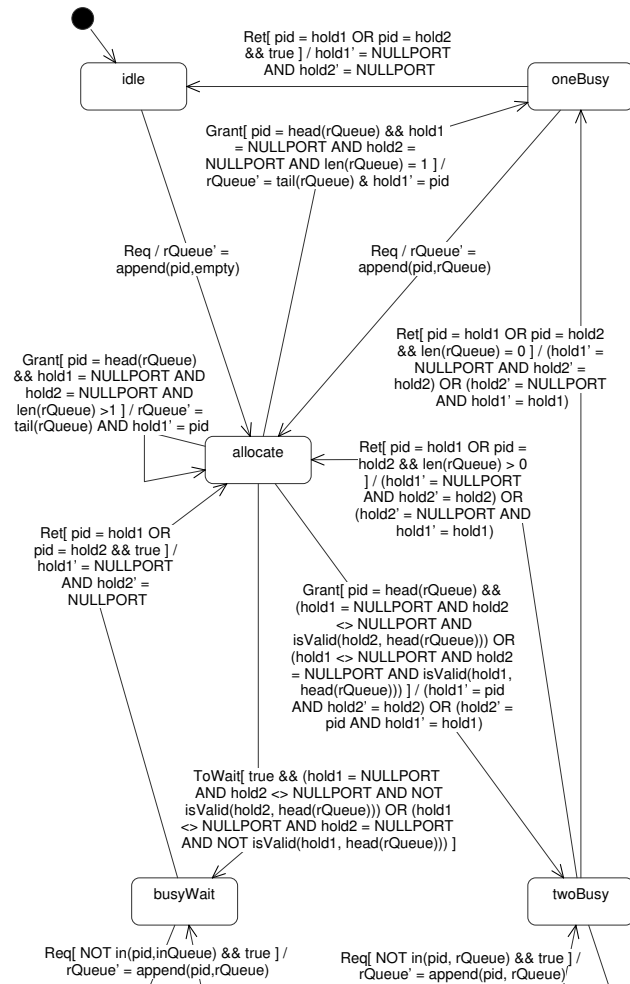 Ret[ pid = hold1 OR pid = hold2
&& true ] / hold1' = NULLPORT
AND hold2' = NULLPORT
idle
oneBusy
Grant[ pid = head(rQueue) && hold1
= NULLPORT AND hold2 =
NULLPORT AND len(rQueue) = 1 ] /
rQueue' = tail(rQueue) & hold1' = pid
Req / rQueue' =
append(pid,empty)
Req / rQueue' =
append(pid,rQueue)
Ret[ pid = hold1 OR pid = hold2
&& len(rQueue) = 0 ] / (hold1' =
NULLPORT AND hold2' =
hold2) OR (hold2' = NULLPORT
AND hold1' = hold1)
Grant[ pid = head(rQueue)
&& hold1 = NULLPORT AND
hold2 = NULLPORT AND
len(rQueue) >1 ] / rQueue' =
tail(rQueue) AND hold1' = pid
allocate
Ret[ pid = hold1 OR pid =
hold2 && len(rQueue) > 0
] / (hold1' = NULLPORT
AND hold2' = hold2) OR
(hold2' = NULLPORT AND
hold1' = hold1)
Ret[ pid = hold1 OR
pid = hold2 && true ] /
hold1' = NULLPORT
AND hold2' =
NULLPORT
Grant[ pid = head(rQueue) &&
(hold1 = NULLPORT AND hold2
<> NULLPORT AND
isValid(hold2, head(rQueue))) OR
(hold1 <> NULLPORT AND hold2
= NULLPORT AND isValid(hold1,
head(rQueue))) ] / (hold1' = pid
AND hold2' = hold2) OR (hold2' =
pid AND hold1' = hold1)
ToWait[ true && (hold1 = NULLPORT
AND hold2 <> NULLPORT AND NOT
isValid(hold2, head(rQueue))) OR (hold1
<> NULLPORT AND hold2 = NULLPORT
AND NOT isValid(hold1, head(rQueue))) ]
busyWait
twoBusy
Req[ NOT in(pid,inQueue) && true ] /
rQueue' = append(pid,rQueue)
Req[ NOT in(pid, rQueue) && true ] /
rQueue' = append(pid, rQueue)